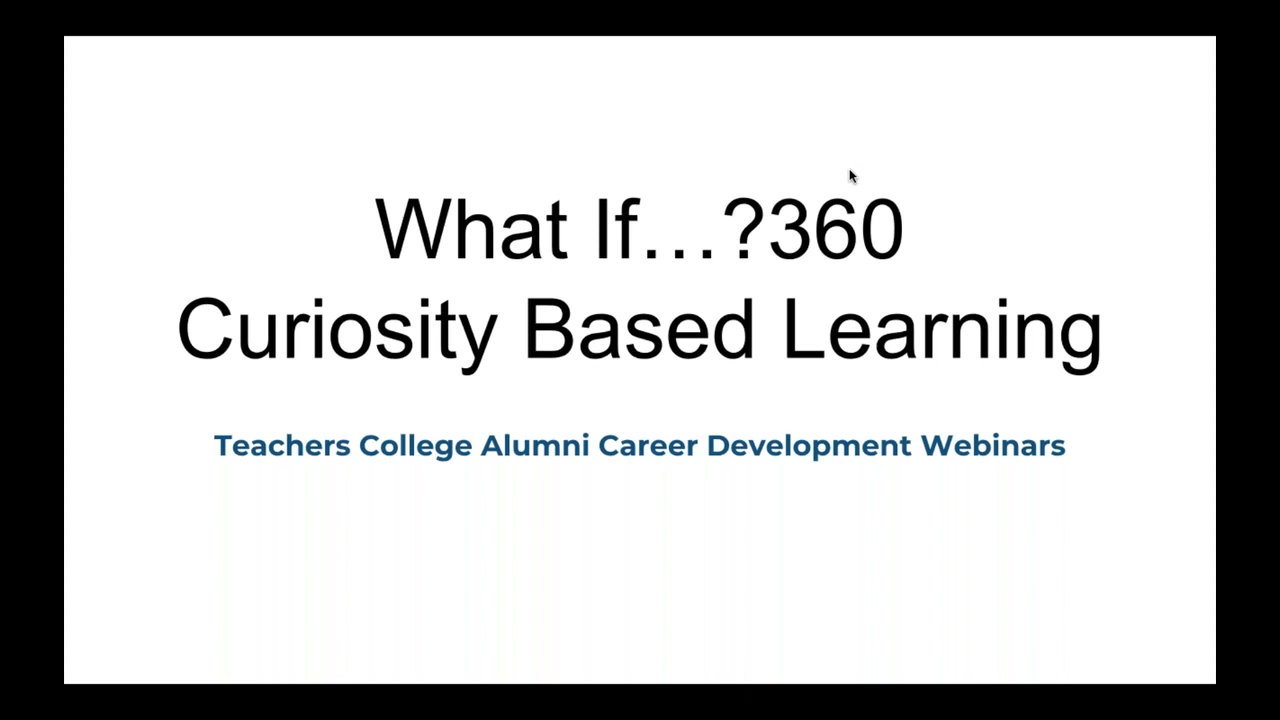 What If…?360
Curiosity Based Learning
Teachers College Alumni Career Development Webinars